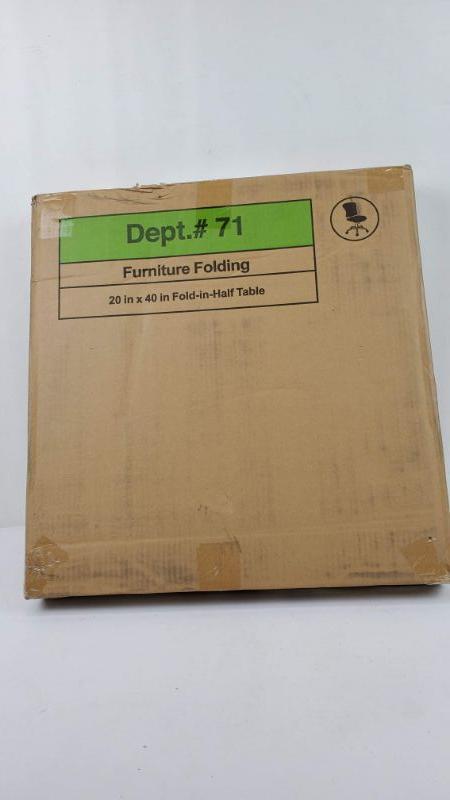 Dept.# 71
Furniture Folding
20 in x 40 in Fold-in-Half Table